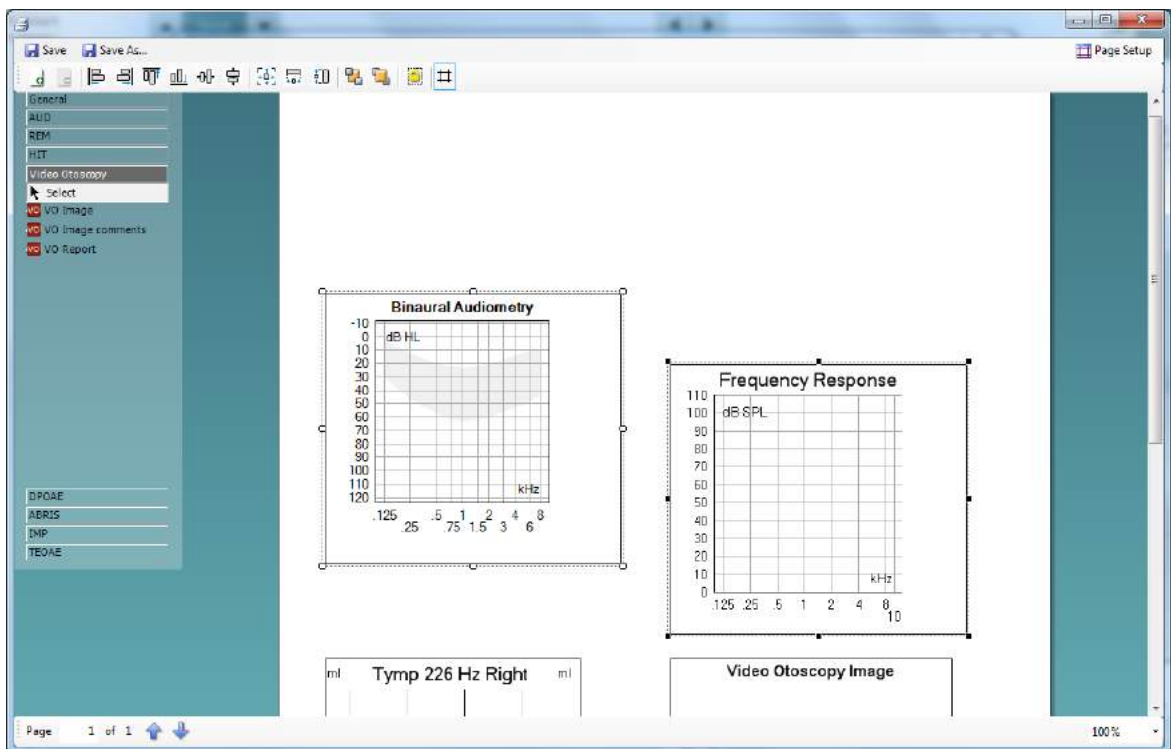 Save Save As... Page Setup
General
AUD
REM
HIT
Video Otoscopy
Select
VO VO Image
VO VO Image comments
VO VO Report
DPOAE
ABRIS
IMP
TEOAE
Binaural Audiometry
-10
0 dB HL
10
20
30
40
50
60
70
80
90
100
110 kHz
120
.125 .5 1 2 4 8
.25 .75 1.5 3 6
Frequency Response
110
100 dB SPL
90
80
70
60
50
40
30
20
10 kHz
0
.125 .25 .5 1 2 4 8
10
ml Tymp 226 Hz Right ml
Video Otoscopy Image
Page 1 of 1 100%